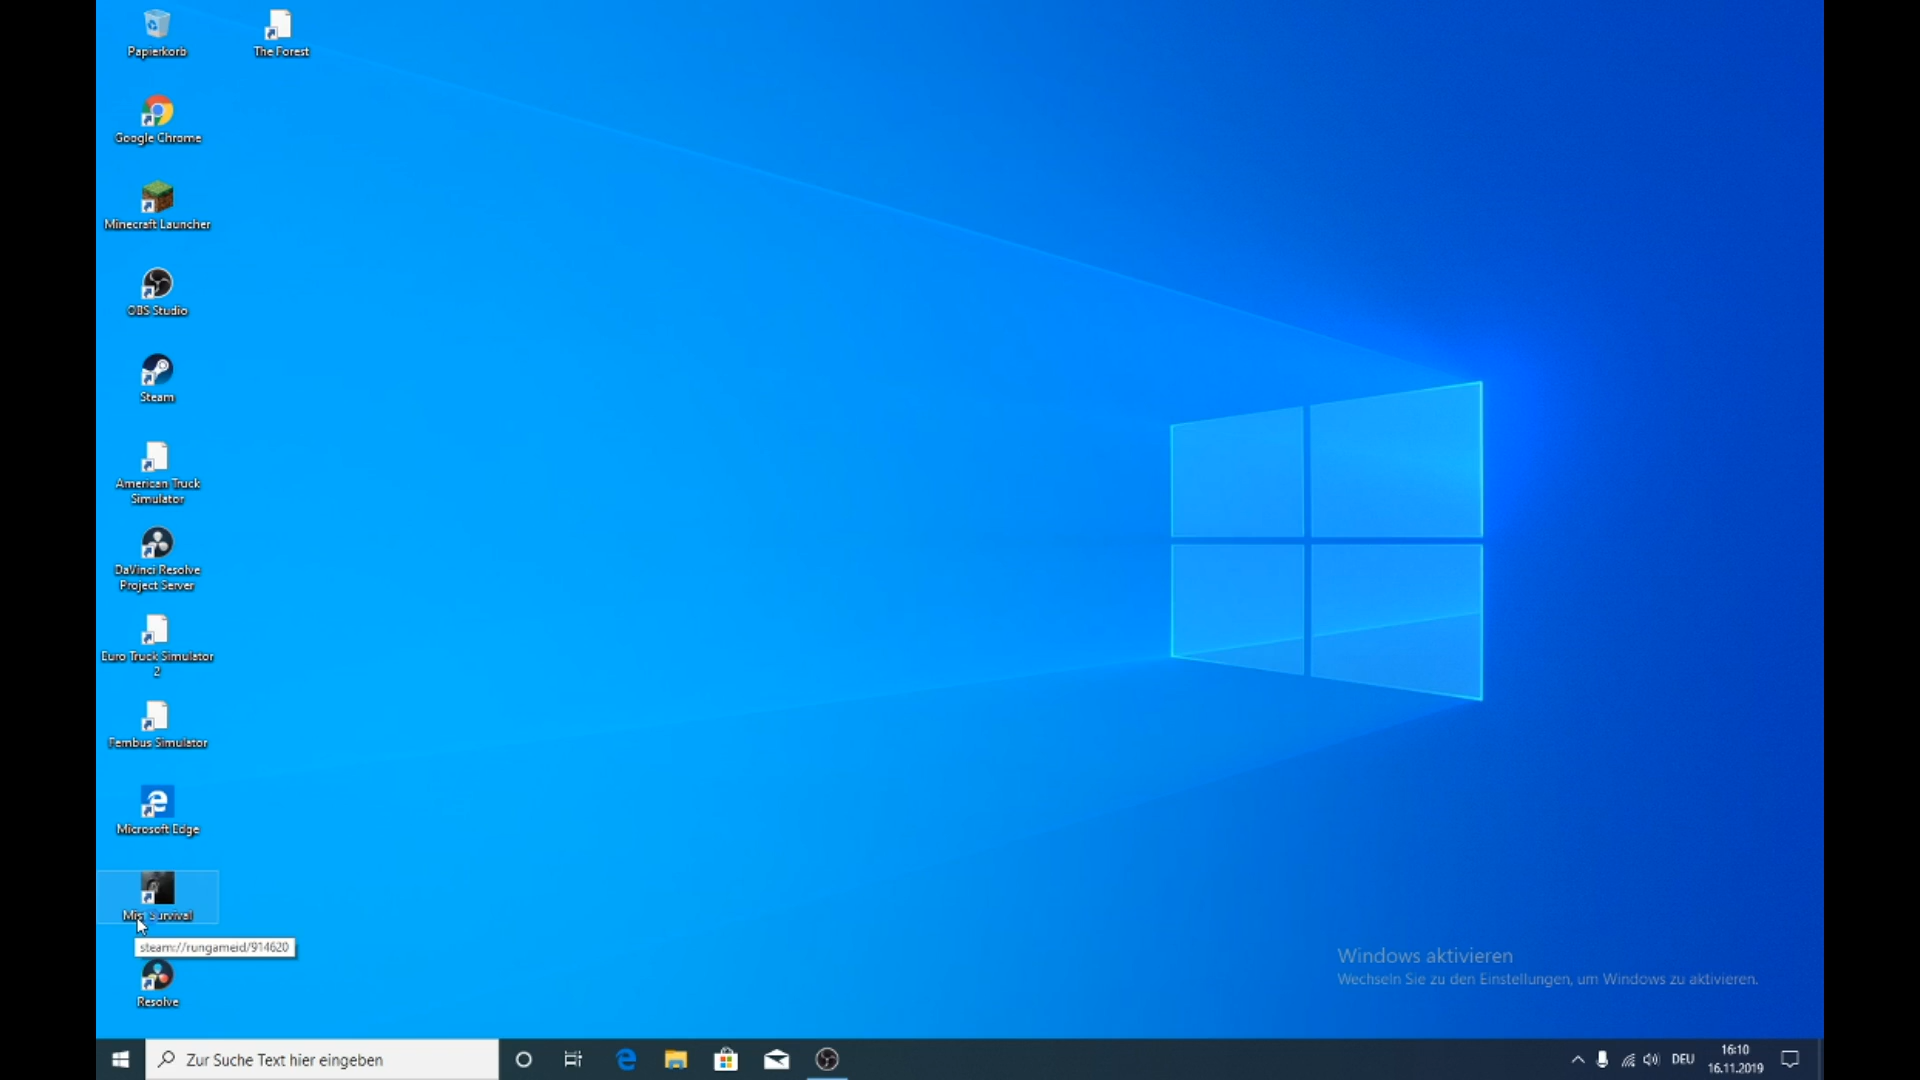 Papierkorb
The Forest
Google Chrome
Minecraft Launcher
OBS Studio
Steam
American Truck
Simulator
DaVinci Resolve
Project Server
Euro Truck Simulator
2
Fernbus Simulator
Microsoft Edge
Mist Survival
steam://rungameid/914620
Resolve
Windows aktivieren
Wechseln Sie zu den Einstellungen, um Windows zu aktivieren.
Zur Suche Text hier eingeben
DEU
16:10
16.11.2019